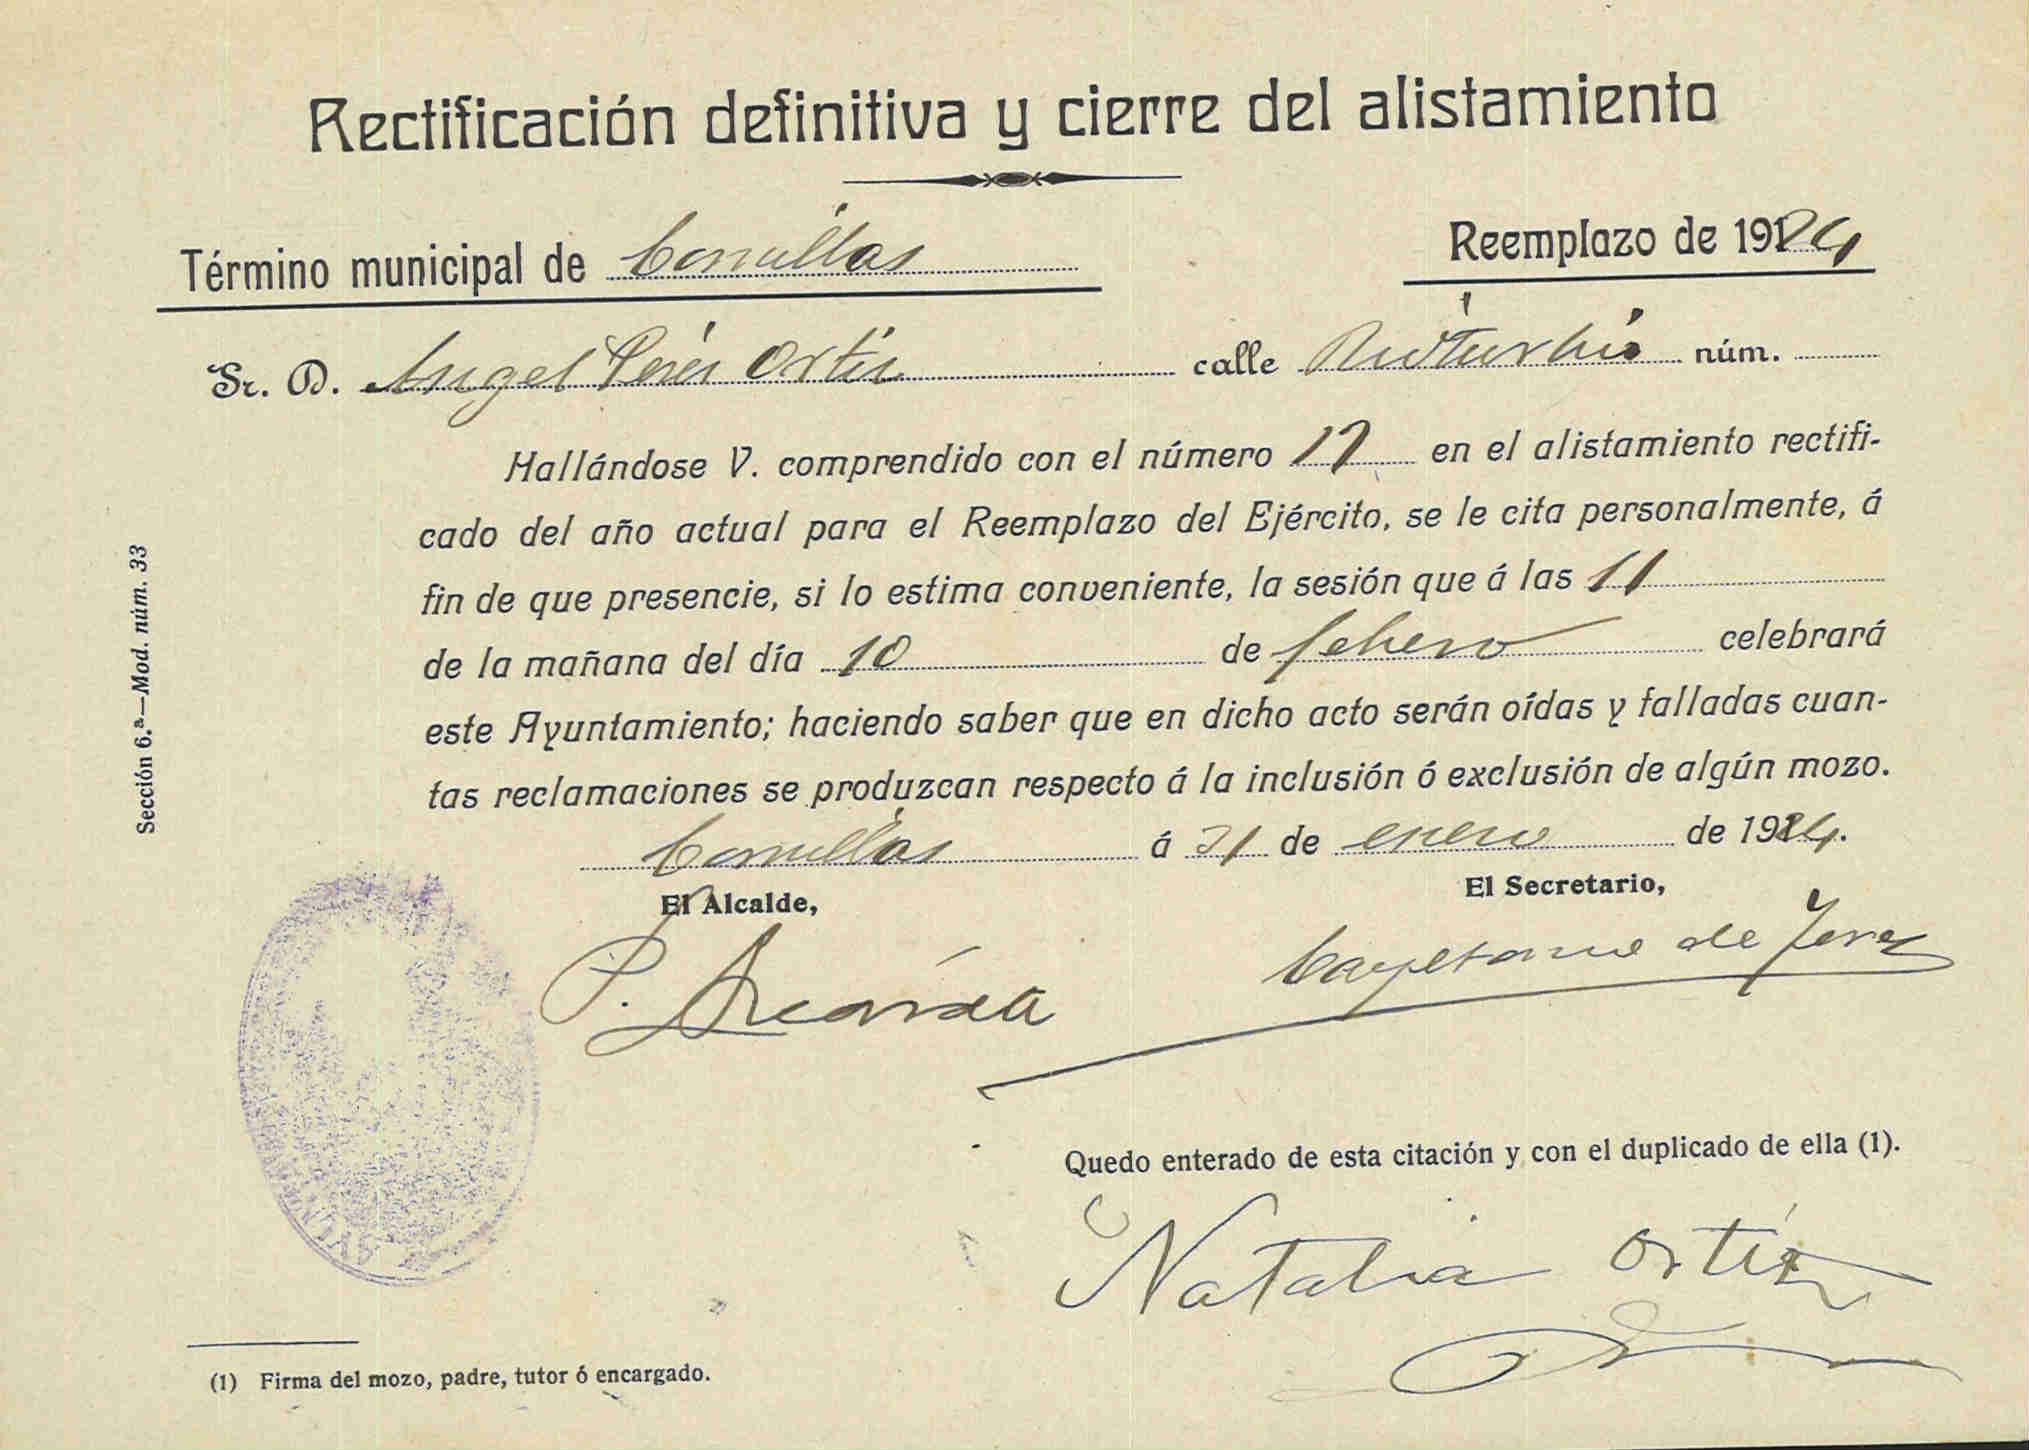 Rectificación definitiva y cierre del alistamiento
Término municipal de Comillas
Reemplazo de 1924
Sr. D. Angel Peres Ortiz calle núm.
Hallándose V. comprendido con el número 17 en el alistamiento rectifi-
cado del año actual para el Reemplazo del Ejército, se le cita personalmente, á
fin de que presencie, si lo estima conveniente, la sesión que á las 11
de la mañana del día 10 de febrero celebrará
este Ayuntamiento; haciendo saber que en dicho acto serán oídas y falladas cuan-
tas reclamaciones se produzcan respecto á la inclusión ó exclusión de algún mozo.
Comillas á 31 de enero de 1924.
El Alcalde,
El Secretario,
P.
Cayetano de
Quedo enterado de esta citación y con el duplicado de ella (1).
Natalia Ortiz
(1) Firma del mozo, padre, tutor ó encargado.
Sección 6.ª—Mod. núm. 33